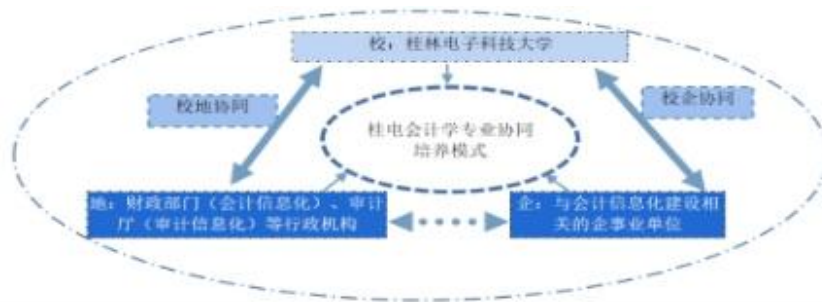 校：桂林电子科技大学
校地协同
校企协同
桂电会计学专业协同
培养模式
地：财政部门（会计信息化）、审计
厅（审计信息化）等行政机构
企：与会计信息化建设相
关的企事业单位